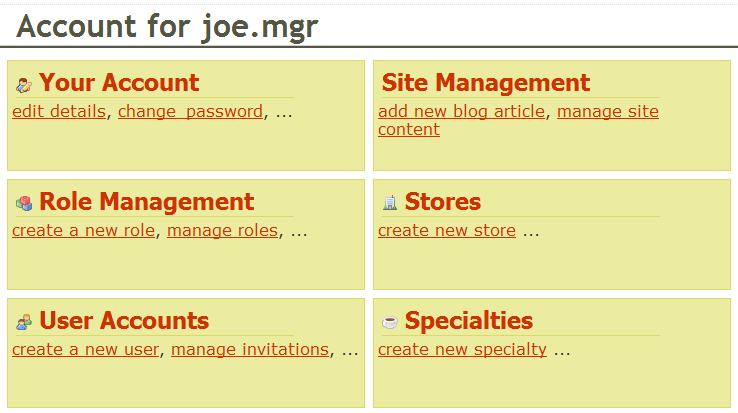 Account for joe.mgr
Your Account
edit details, change password, ...
Site Management
add new blog article, manage site
content
Role Management
create a new role, manage roles, ...
Stores
create new store ...
User Accounts
create a new user, manage invitations, ...
Specialties
create new specialty ...